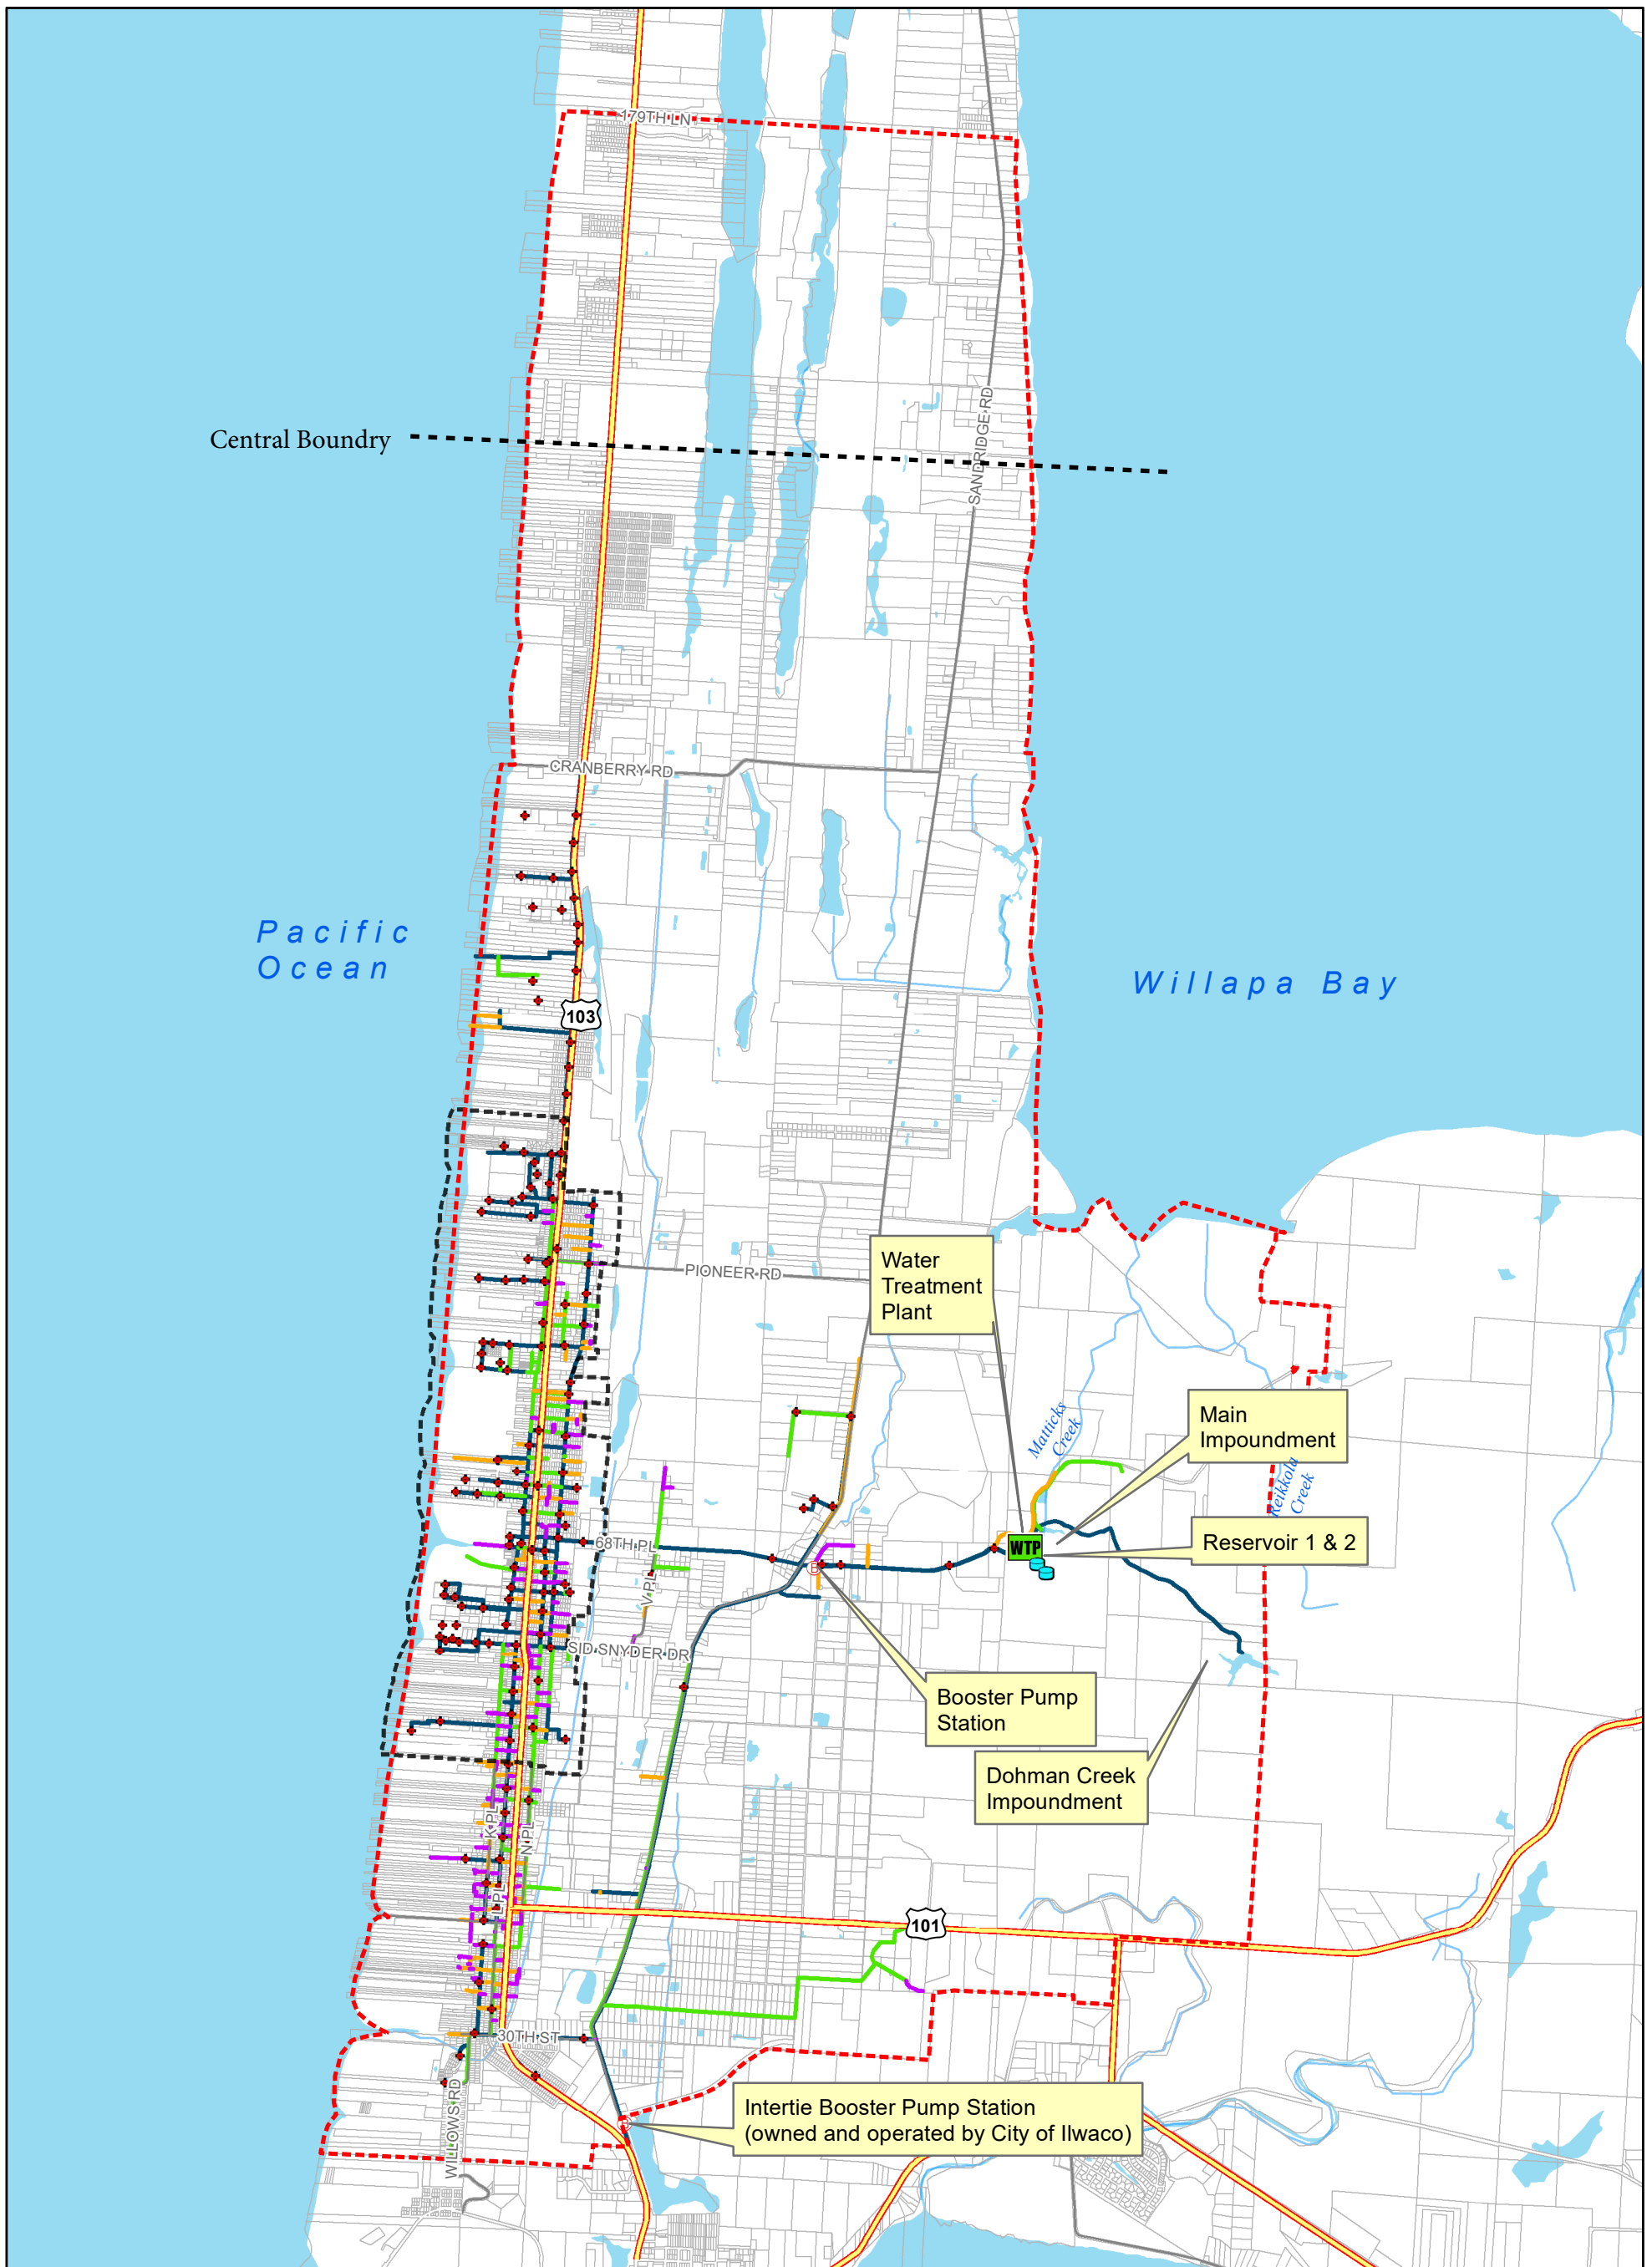 179TH LN
Central Boundry
SANDRIDGE RD
CRANBERRY RD
Pacific
Ocean
Willapa Bay
103
Water
Treatment
Plant
PIONEER RD
Main
Impoundment
Matticks
Creek
Reikkola
Creek
Reservoir 1 & 2
WTP
68TH PL
V PL
SID SNYDER DR
Booster Pump
Station
Dohman Creek
Impoundment
K PL
N PL
L PL
101
30TH ST
WILLOWS RD
Intertie Booster Pump Station
(owned and operated by City of Ilwaco)